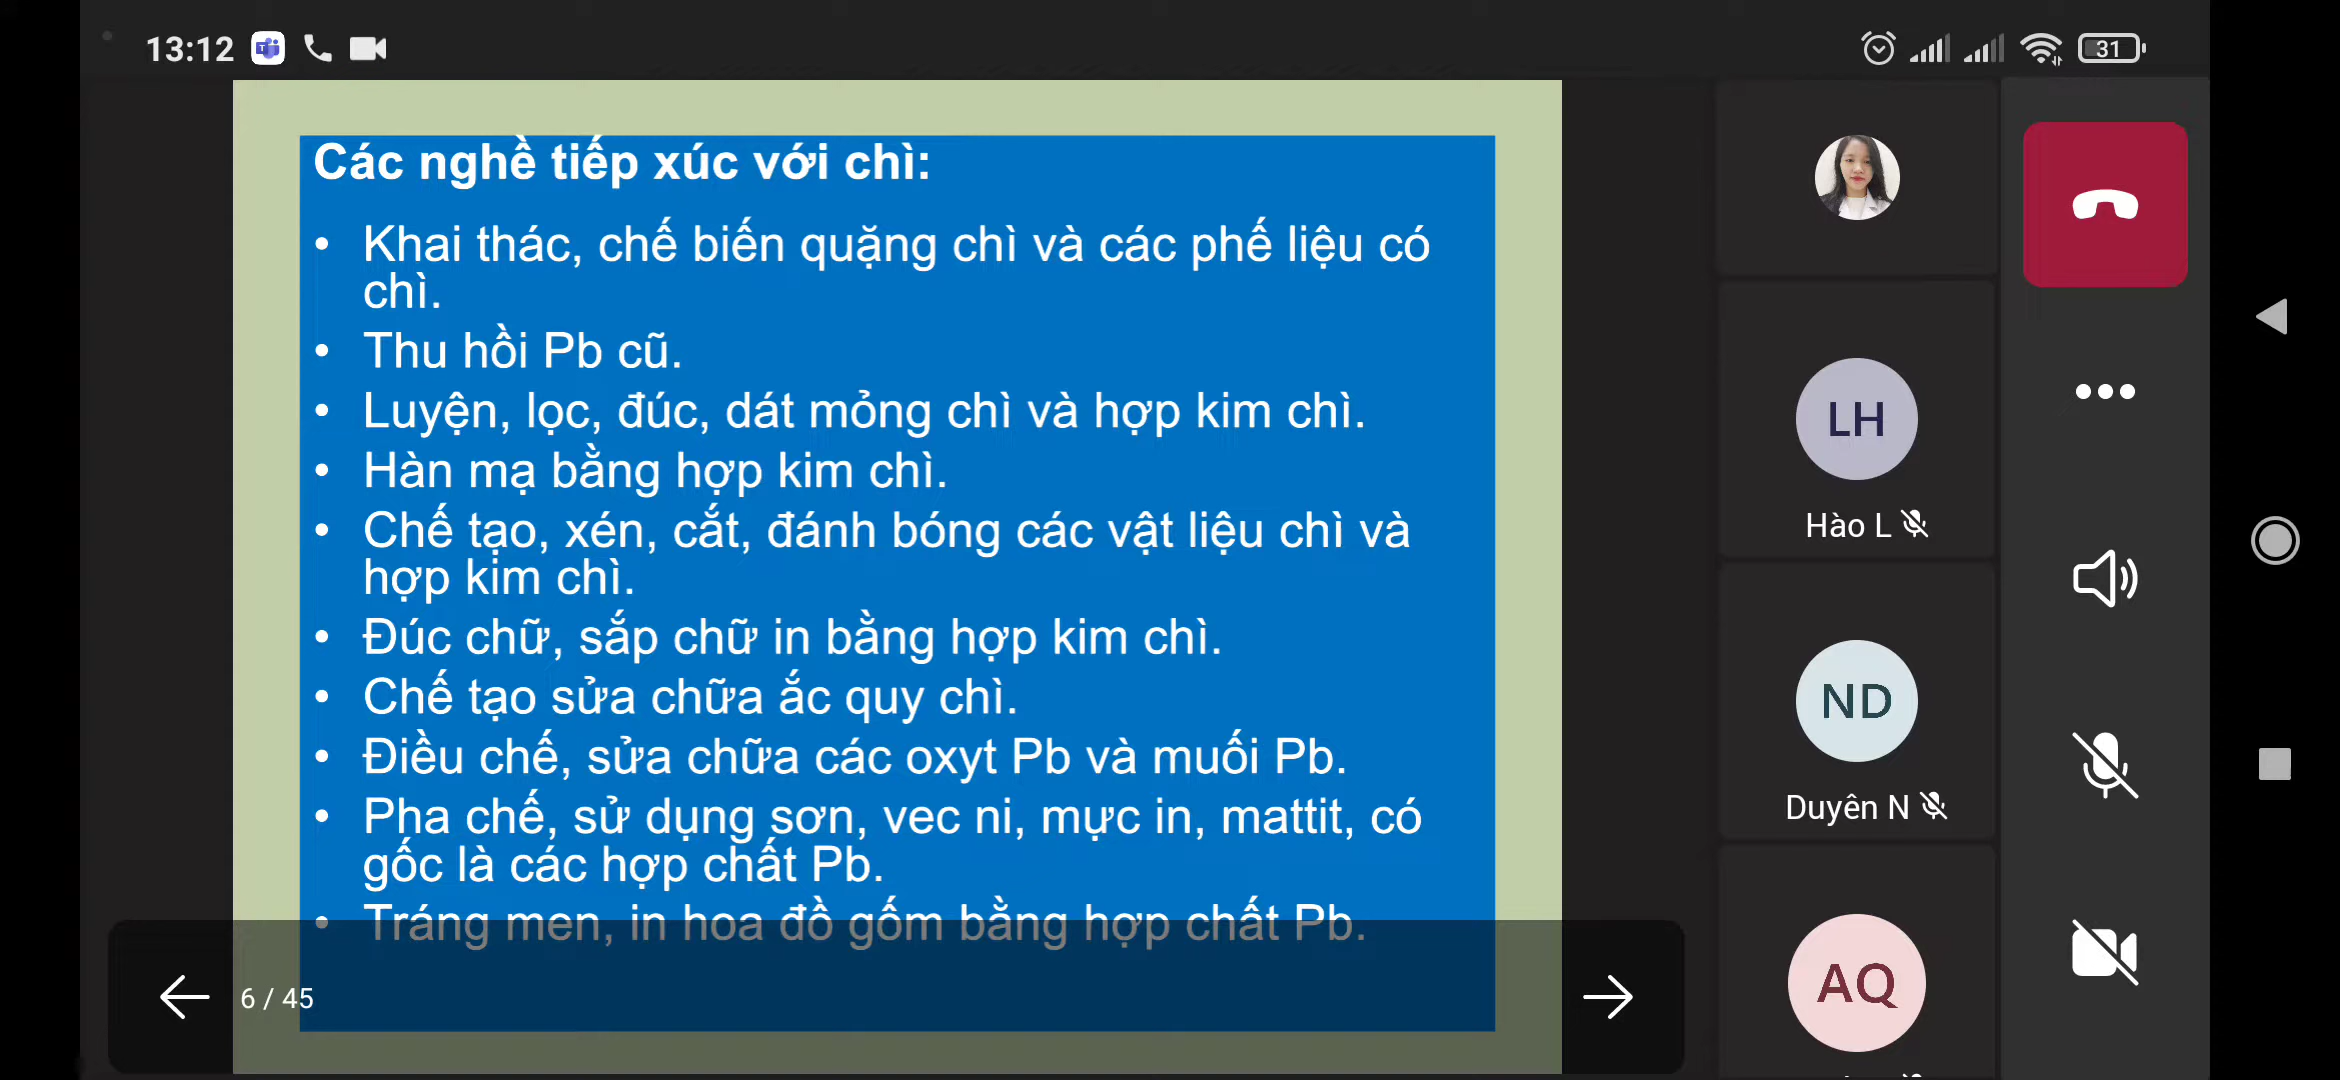 13:12
31
Các nghề tiếp xúc với chì:
• Khai thác, chế biến quặng chì và các phế liệu có
chì.
• Thu hồi Pb cũ.
• Luyện, lọc, đúc, dát mỏng chì và hợp kim chì.
• Hàn mạ bằng hợp kim chì.
• Chế tạo, xén, cắt, đánh bóng các vật liệu chì và
hợp kim chì.
• Đúc chữ, sắp chữ in bằng hợp kim chì.
• Chế tạo sửa chữa ắc quy chì.
• Điều chế, sửa chữa các oxyt Pb và muối Pb.
• Pha chế, sử dụng sơn, vec ni, mực in, mattit, có
gốc là các hợp chất Pb.
• Tráng men, in hoa đồ gốm bằng hợp chất Pb.
6 / 45
LH
Hào L
ND
Duyên N
AQ